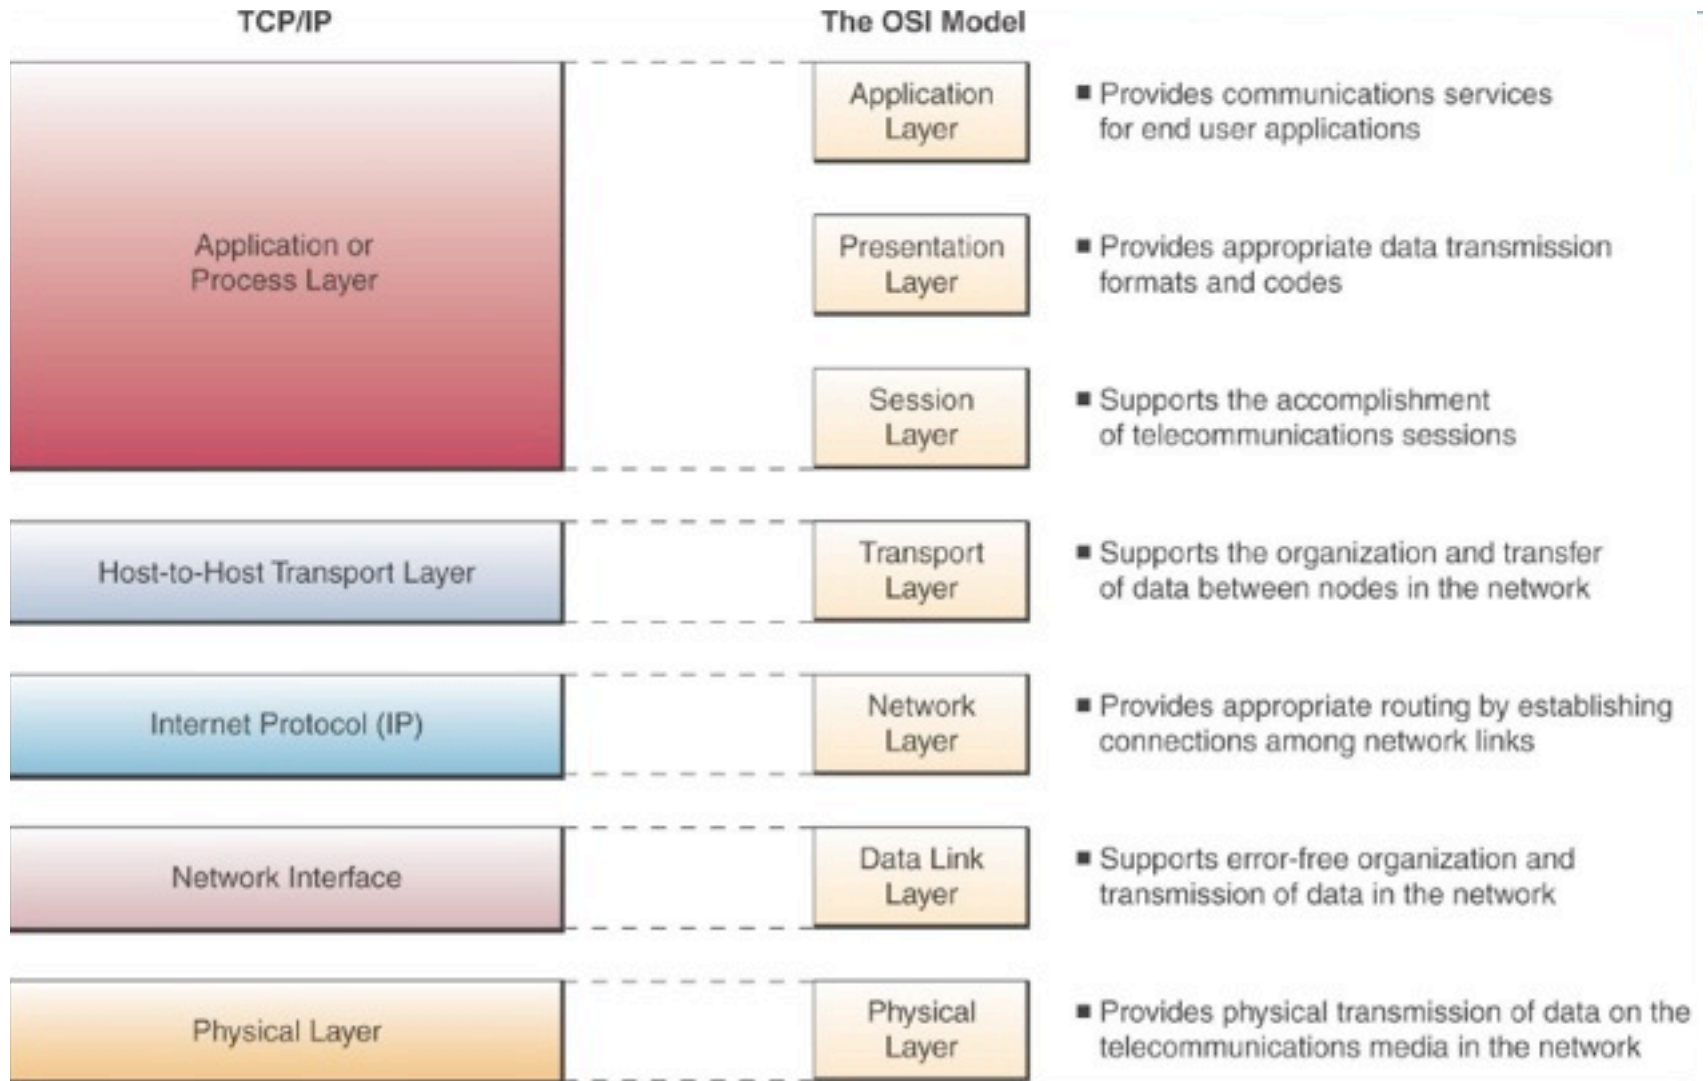 TCP/IP
The OSI Model
Application or
Process Layer
Application
Layer
■ Provides communications services
for end user applications
Presentation
Layer
■ Provides appropriate data transmission
formats and codes
Session
Layer
■ Supports the accomplishment
of telecommunications sessions
Host-to-Host Transport Layer
Transport
Layer
■ Supports the organization and transfer
of data between nodes in the network
Internet Protocol (IP)
Network
Layer
■ Provides appropriate routing by establishing
connections among network links
Network Interface
Data Link
Layer
■ Supports error-free organization and
transmission of data in the network
Physical Layer
Physical
Layer
■ Provides physical transmission of data on the
telecommunications media in the network